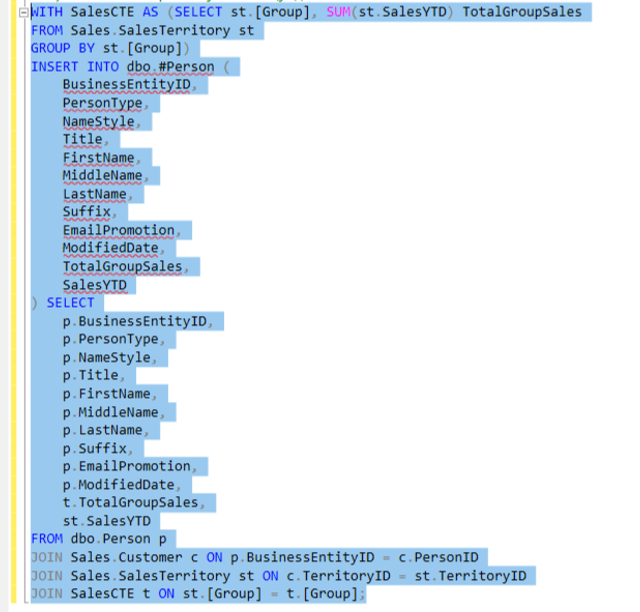 WITH SalesCTE AS (SELECT st.[Group], SUM(st.SalesYTD) TotalGroupSales
FROM Sales.SalesTerritory st
GROUP BY st.[Group])
INSERT INTO dbo.#Person (
BusinessEntityID,
PersonType,
NameStyle,
Title,
FirstName,
MiddleName,
LastName,
Suffix,
EmailPromotion,
ModifiedDate,
TotalGroupSales,
SalesYTD
) SELECT
p.BusinessEntityID,
p.PersonType,
p.NameStyle,
p.Title,
p.FirstName,
p.MiddleName,
p.LastName,
p.Suffix,
p.EmailPromotion,
p.ModifiedDate,
t.TotalGroupSales,
st.SalesYTD
FROM dbo.Person p
JOIN Sales.Customer c ON p.BusinessEntityID = c.PersonID
JOIN Sales.SalesTerritory st ON c.TerritoryID = st.TerritoryID
JOIN SalesCTE t ON st.[Group] = t.[Group];